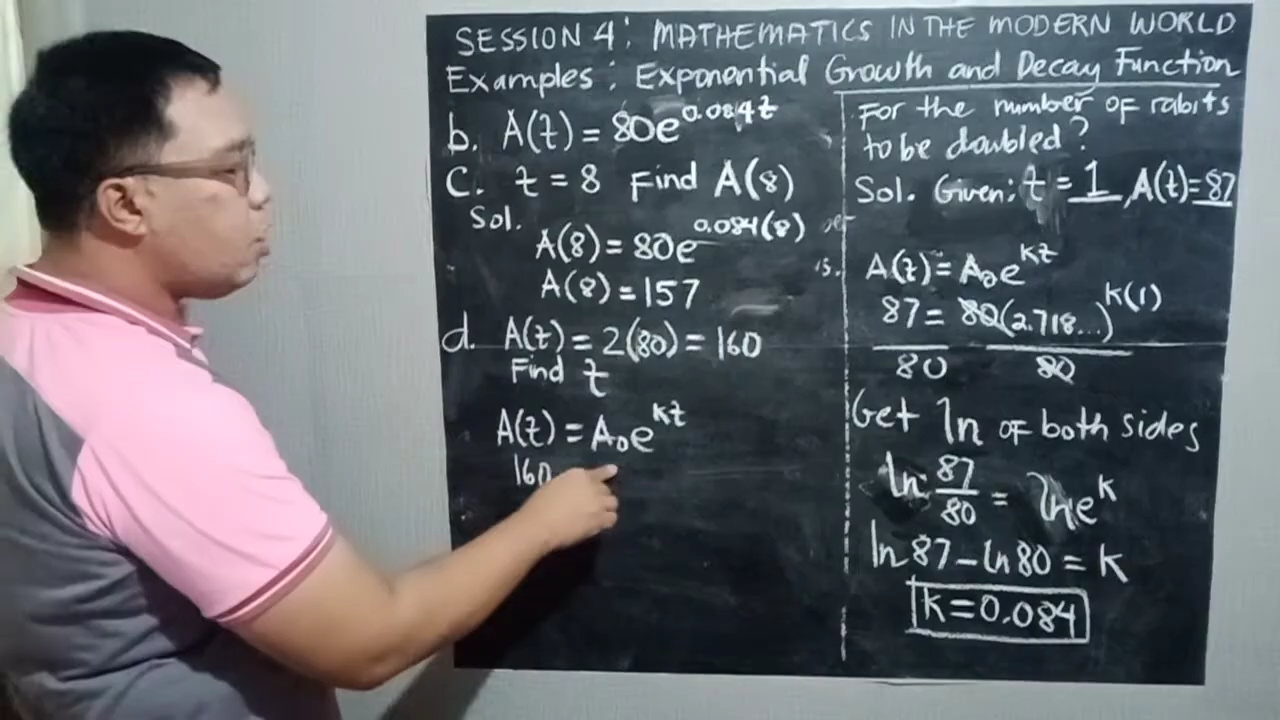 SESSION 4: MATHEMATICS IN THE MODERN WORLD
Examples: Exponential Growth and Decay Function
b. A(t) = 80e^0.084t
C. t = 8 Find A(8)
Sol.
A(8) = 80e^0.084(8)
A(8) = 157
d. A(t) = 2(80) = 160
Find t
A(t) = A₀e^kt
160
For the number of rabits
to be doubled?
Sol. Given: t = 1, A(t) = 87
A(t) = A₀e^kt
87 = 80(2.718...)^k(1)
80 80
Get ln of both sides
ln 87/80 = ln e^k
ln 87 - ln 80 = k
k = 0.084